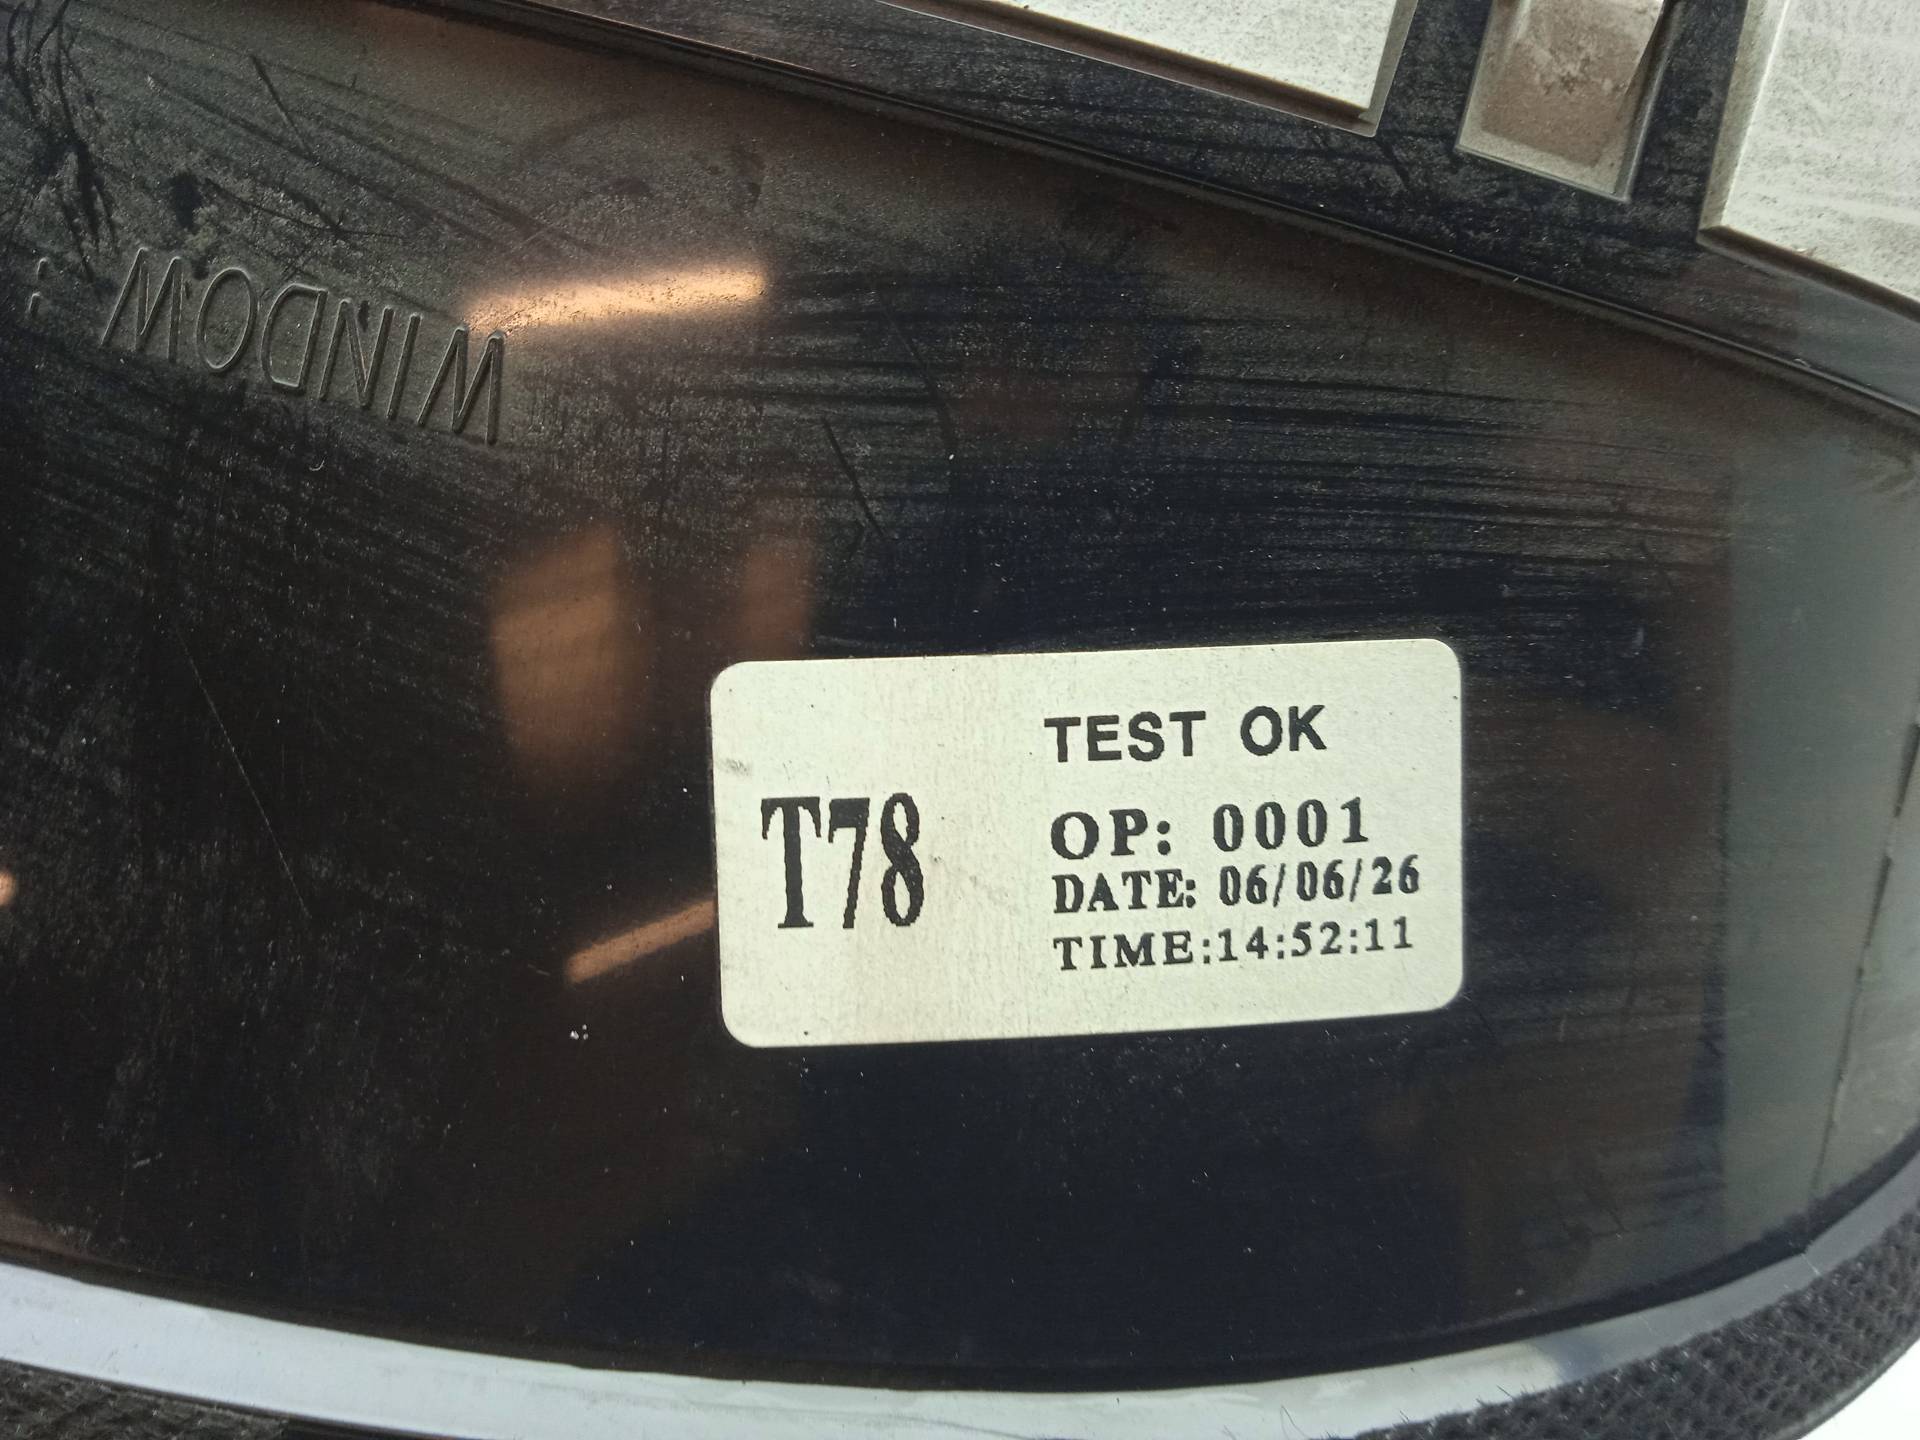 WINDOW :
T78
TEST OK
OP: 0001
DATE: 06/06/26
TIME:14:52:11